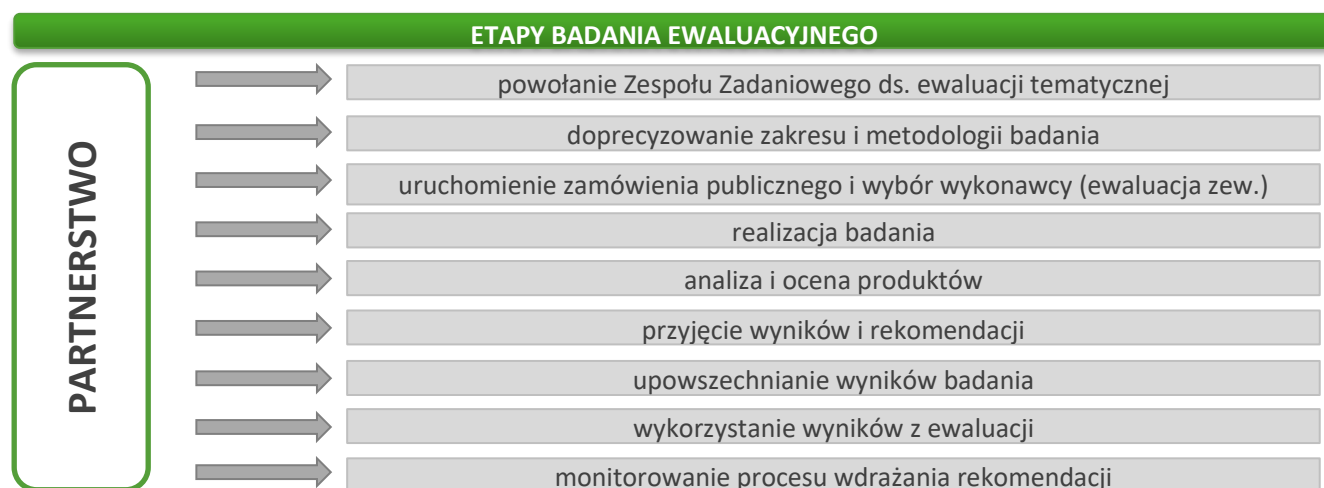 ETAPY BADANIA EWALUACYJNEGO
PARTNERSTWO
powołanie Zespołu Zadaniowego ds. ewaluacji tematycznej
doprecyzowanie zakresu i metodologii badania
uruchomienie zamówienia publicznego i wybór wykonawcy (ewaluacja zew.)
realizacja badania
analiza i ocena produktów
przyjęcie wyników i rekomendacji
upowszechnianie wyników badania
wykorzystanie wyników z ewaluacji
monitorowanie procesu wdrażania rekomendacji